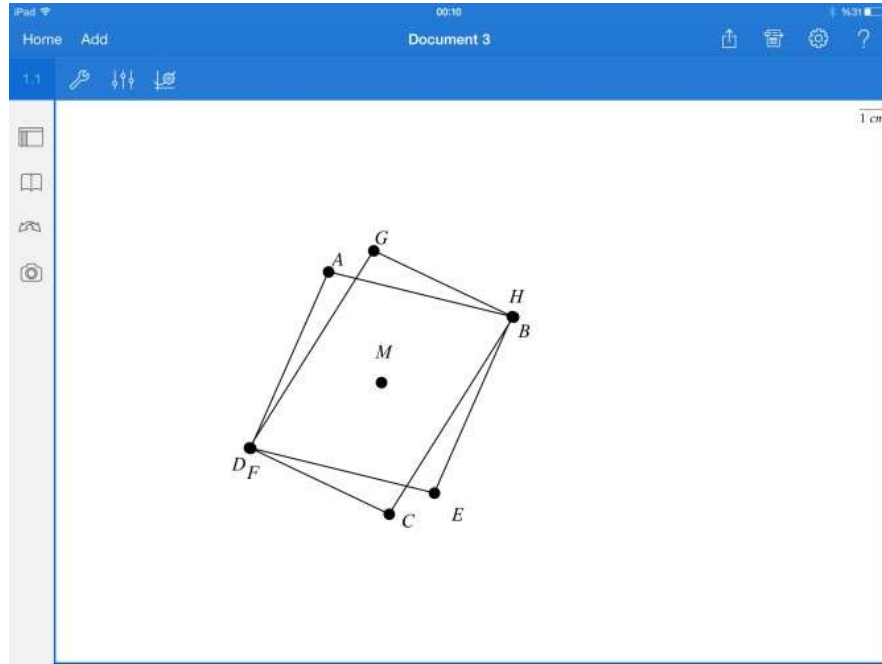 iPad 00:10 %31
Home Add Document 3 ?
1.1
1 cm
G
A
H
B
M
D F
C E